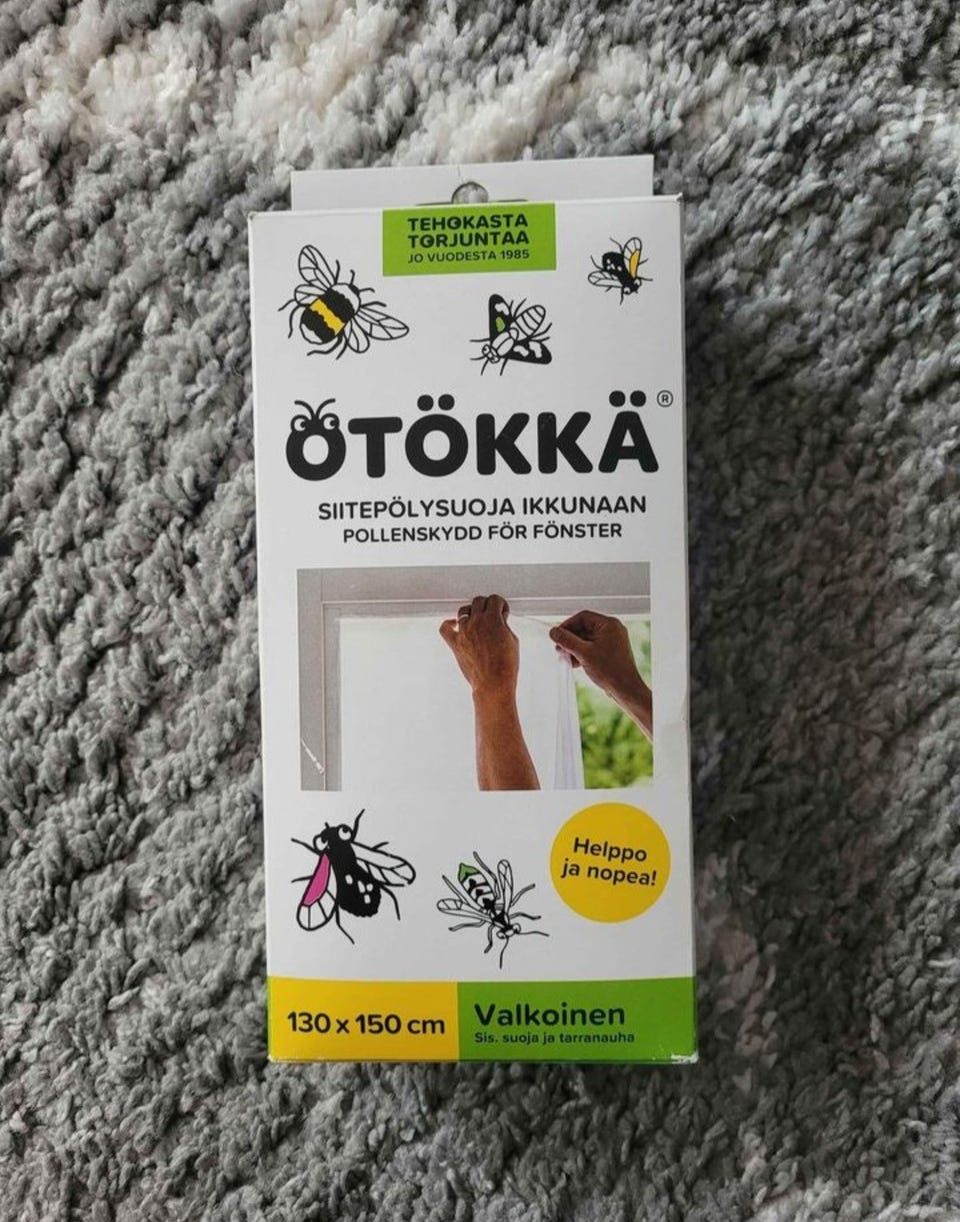 TEHOKASTA
TORJUNTAA
JO VUODESTA 1985
ÖTÖKKÄ®
SIITEPÖLYSUOJA IKKUNAAN
POLLENSKYDD FÖR FÖNSTER
Helppo
ja nopea!
130 x 150 cm
Valkoinen
Sis. suoja ja tarranauha